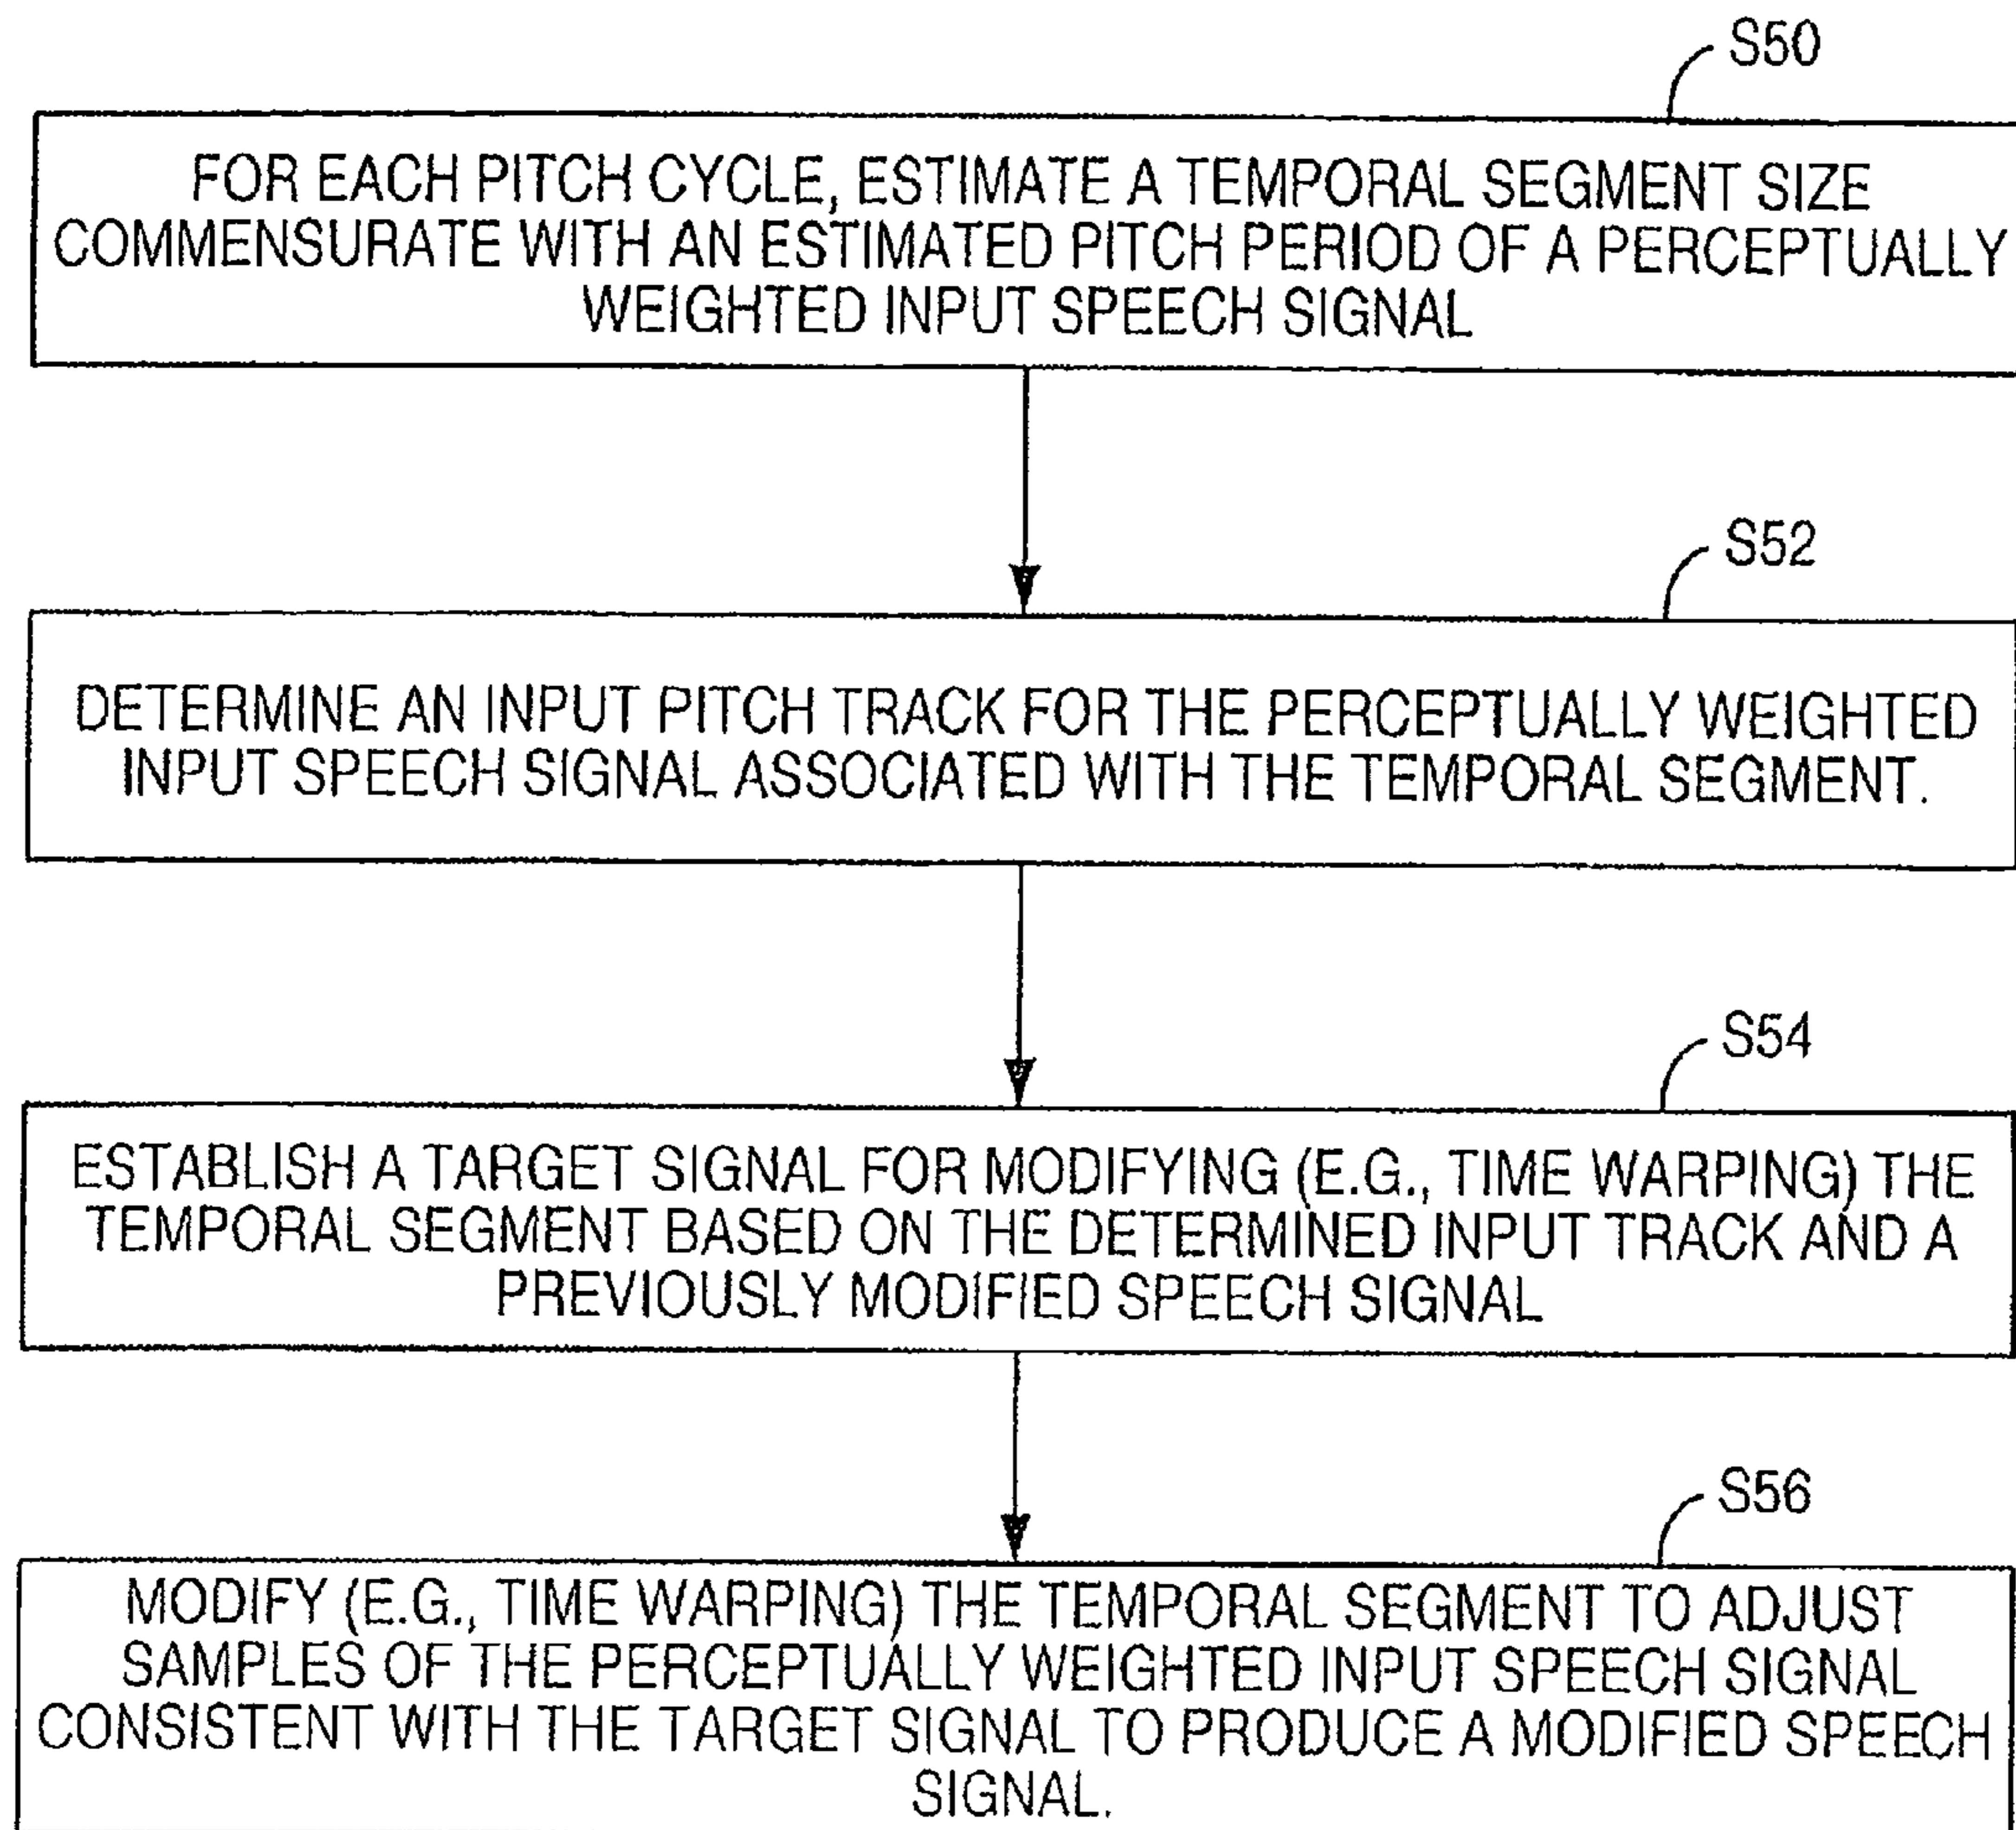 S50
FOR EACH PITCH CYCLE, ESTIMATE A TEMPORAL SEGMENT SIZE
COMMENSURATE WITH AN ESTIMATED PITCH PERIOD OF A PERCEPTUALLY
WEIGHTED INPUT SPEECH SIGNAL
S52
DETERMINE AN INPUT PITCH TRACK FOR THE PERCEPTUALLY WEIGHTED
INPUT SPEECH SIGNAL ASSOCIATED WITH THE TEMPORAL SEGMENT.
S54
ESTABLISH A TARGET SIGNAL FOR MODIFYING (E.G., TIME WARPING) THE
TEMPORAL SEGMENT BASED ON THE DETERMINED INPUT TRACK AND A
PREVIOUSLY MODIFIED SPEECH SIGNAL
S56
MODIFY (E.G., TIME WARPING) THE TEMPORAL SEGMENT TO ADJUST
SAMPLES OF THE PERCEPTUALLY WEIGHTED INPUT SPEECH SIGNAL
CONSISTENT WITH THE TARGET SIGNAL TO PRODUCE A MODIFIED SPEECH
SIGNAL.